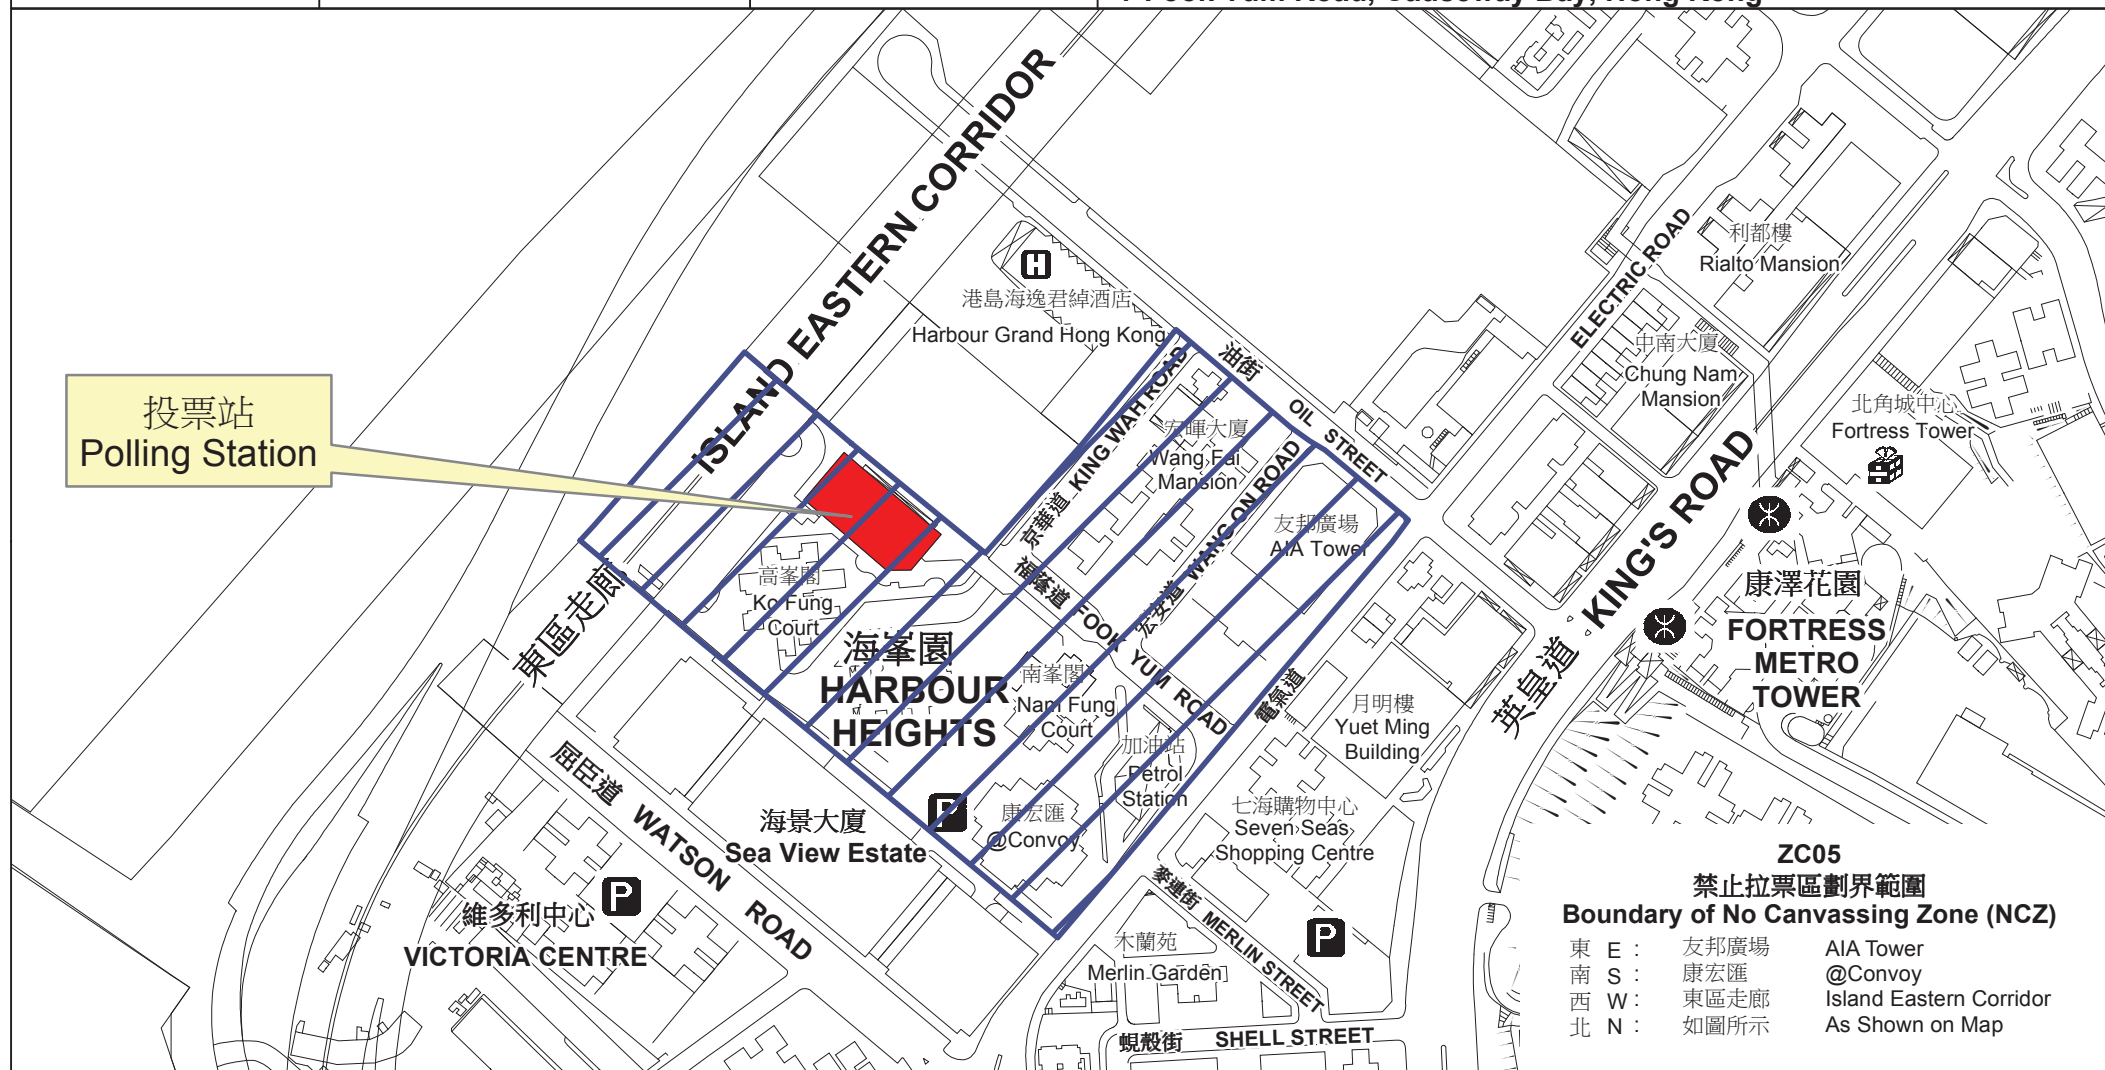 1 Fook Yum Road, Causeway Bay, Hong Kong
ISLAND EASTERN CORRIDOR
東區走廊
投票站
Polling Station
港島海逸君綽酒店
Harbour Grand Hong Kong
油街 OIL STREET
京華道 KING WAH ROAD
宏暉大廈
Wang Fai
Mansion
宏安道 WANG ON ROAD
友邦廣場
AIA Tower
福蔭道 FOOK YUM ROAD
高峯閣
Ko Fung
Court
海峯園
HARBOUR
HEIGHTS
南峯閣
Nam Fung
Court
加油站
Petrol
Station
康宏匯
@Convoy
ELECTRIC ROAD
電氣道
利都樓
Rialto Mansion
中南大廈
Chung Nam
Mansion
北角城中心
Fortress Tower
英皇道 KING'S ROAD
康澤花園
FORTRESS
METRO
TOWER
月明樓
Yuet Ming
Building
七海購物中心
Seven Seas
Shopping Centre
屈臣道 WATSON ROAD
海景大廈
Sea View Estate
維多利中心
VICTORIA CENTRE
麥連街 MERLIN STREET
木蘭苑
Merlin Garden
蜆殼街 SHELL STREET
H
P
P
P
ZC05
禁止拉票區劃界範圍
Boundary of No Canvassing Zone (NCZ)
東 E : 友邦廣場 AIA Tower
南 S : 康宏匯 @Convoy
西 W : 東區走廊 Island Eastern Corridor
北 N : 如圖所示 As Shown on Map